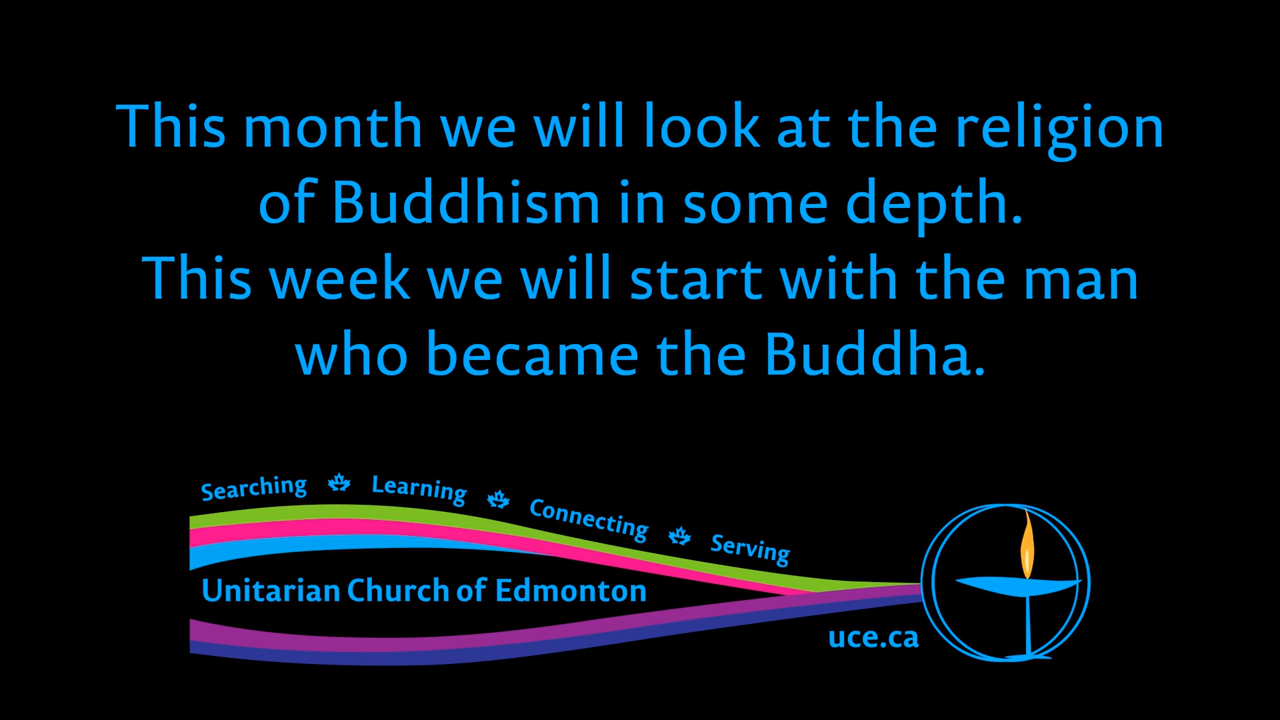 This month we will look at the religion
of Buddhism in some depth.
This week we will start with the man
who became the Buddha.
Searching Learning Connecting Serving
Unitarian Church of Edmonton
uce.ca